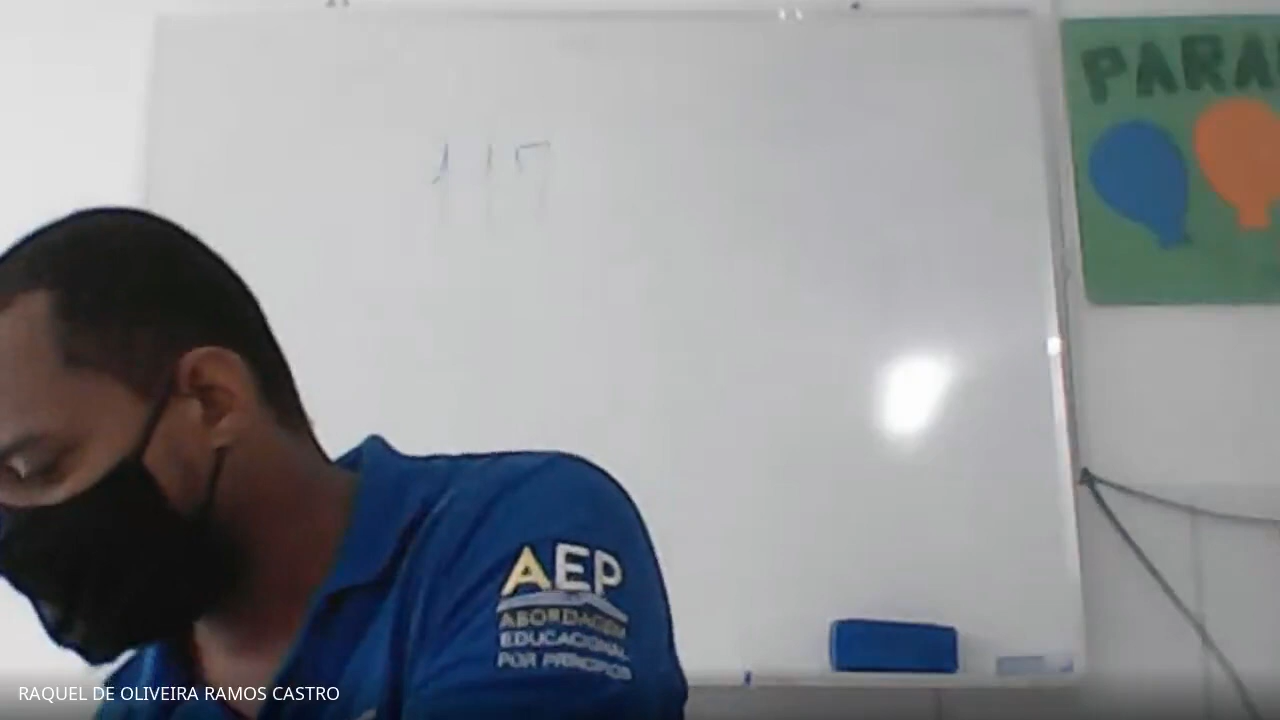 117
PARA
AEP
ABORDAGEM
EDUCACIONAL
POR PRINCÍPIOS
RAQUEL DE OLIVEIRA RAMOS CASTRO